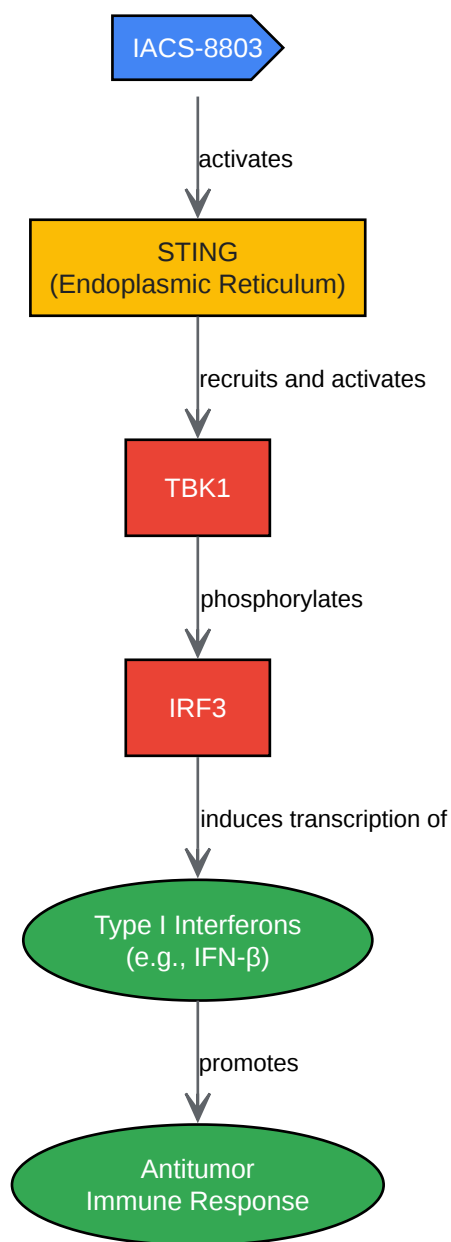 IACS-8803
activates
STING
(Endoplasmic Reticulum)
recruits and activates
TBK1
phosphorylates
IRF3
induces transcription of
Type I Interferons
(e.g., IFN-β)
promotes
Antitumor
Immune Response